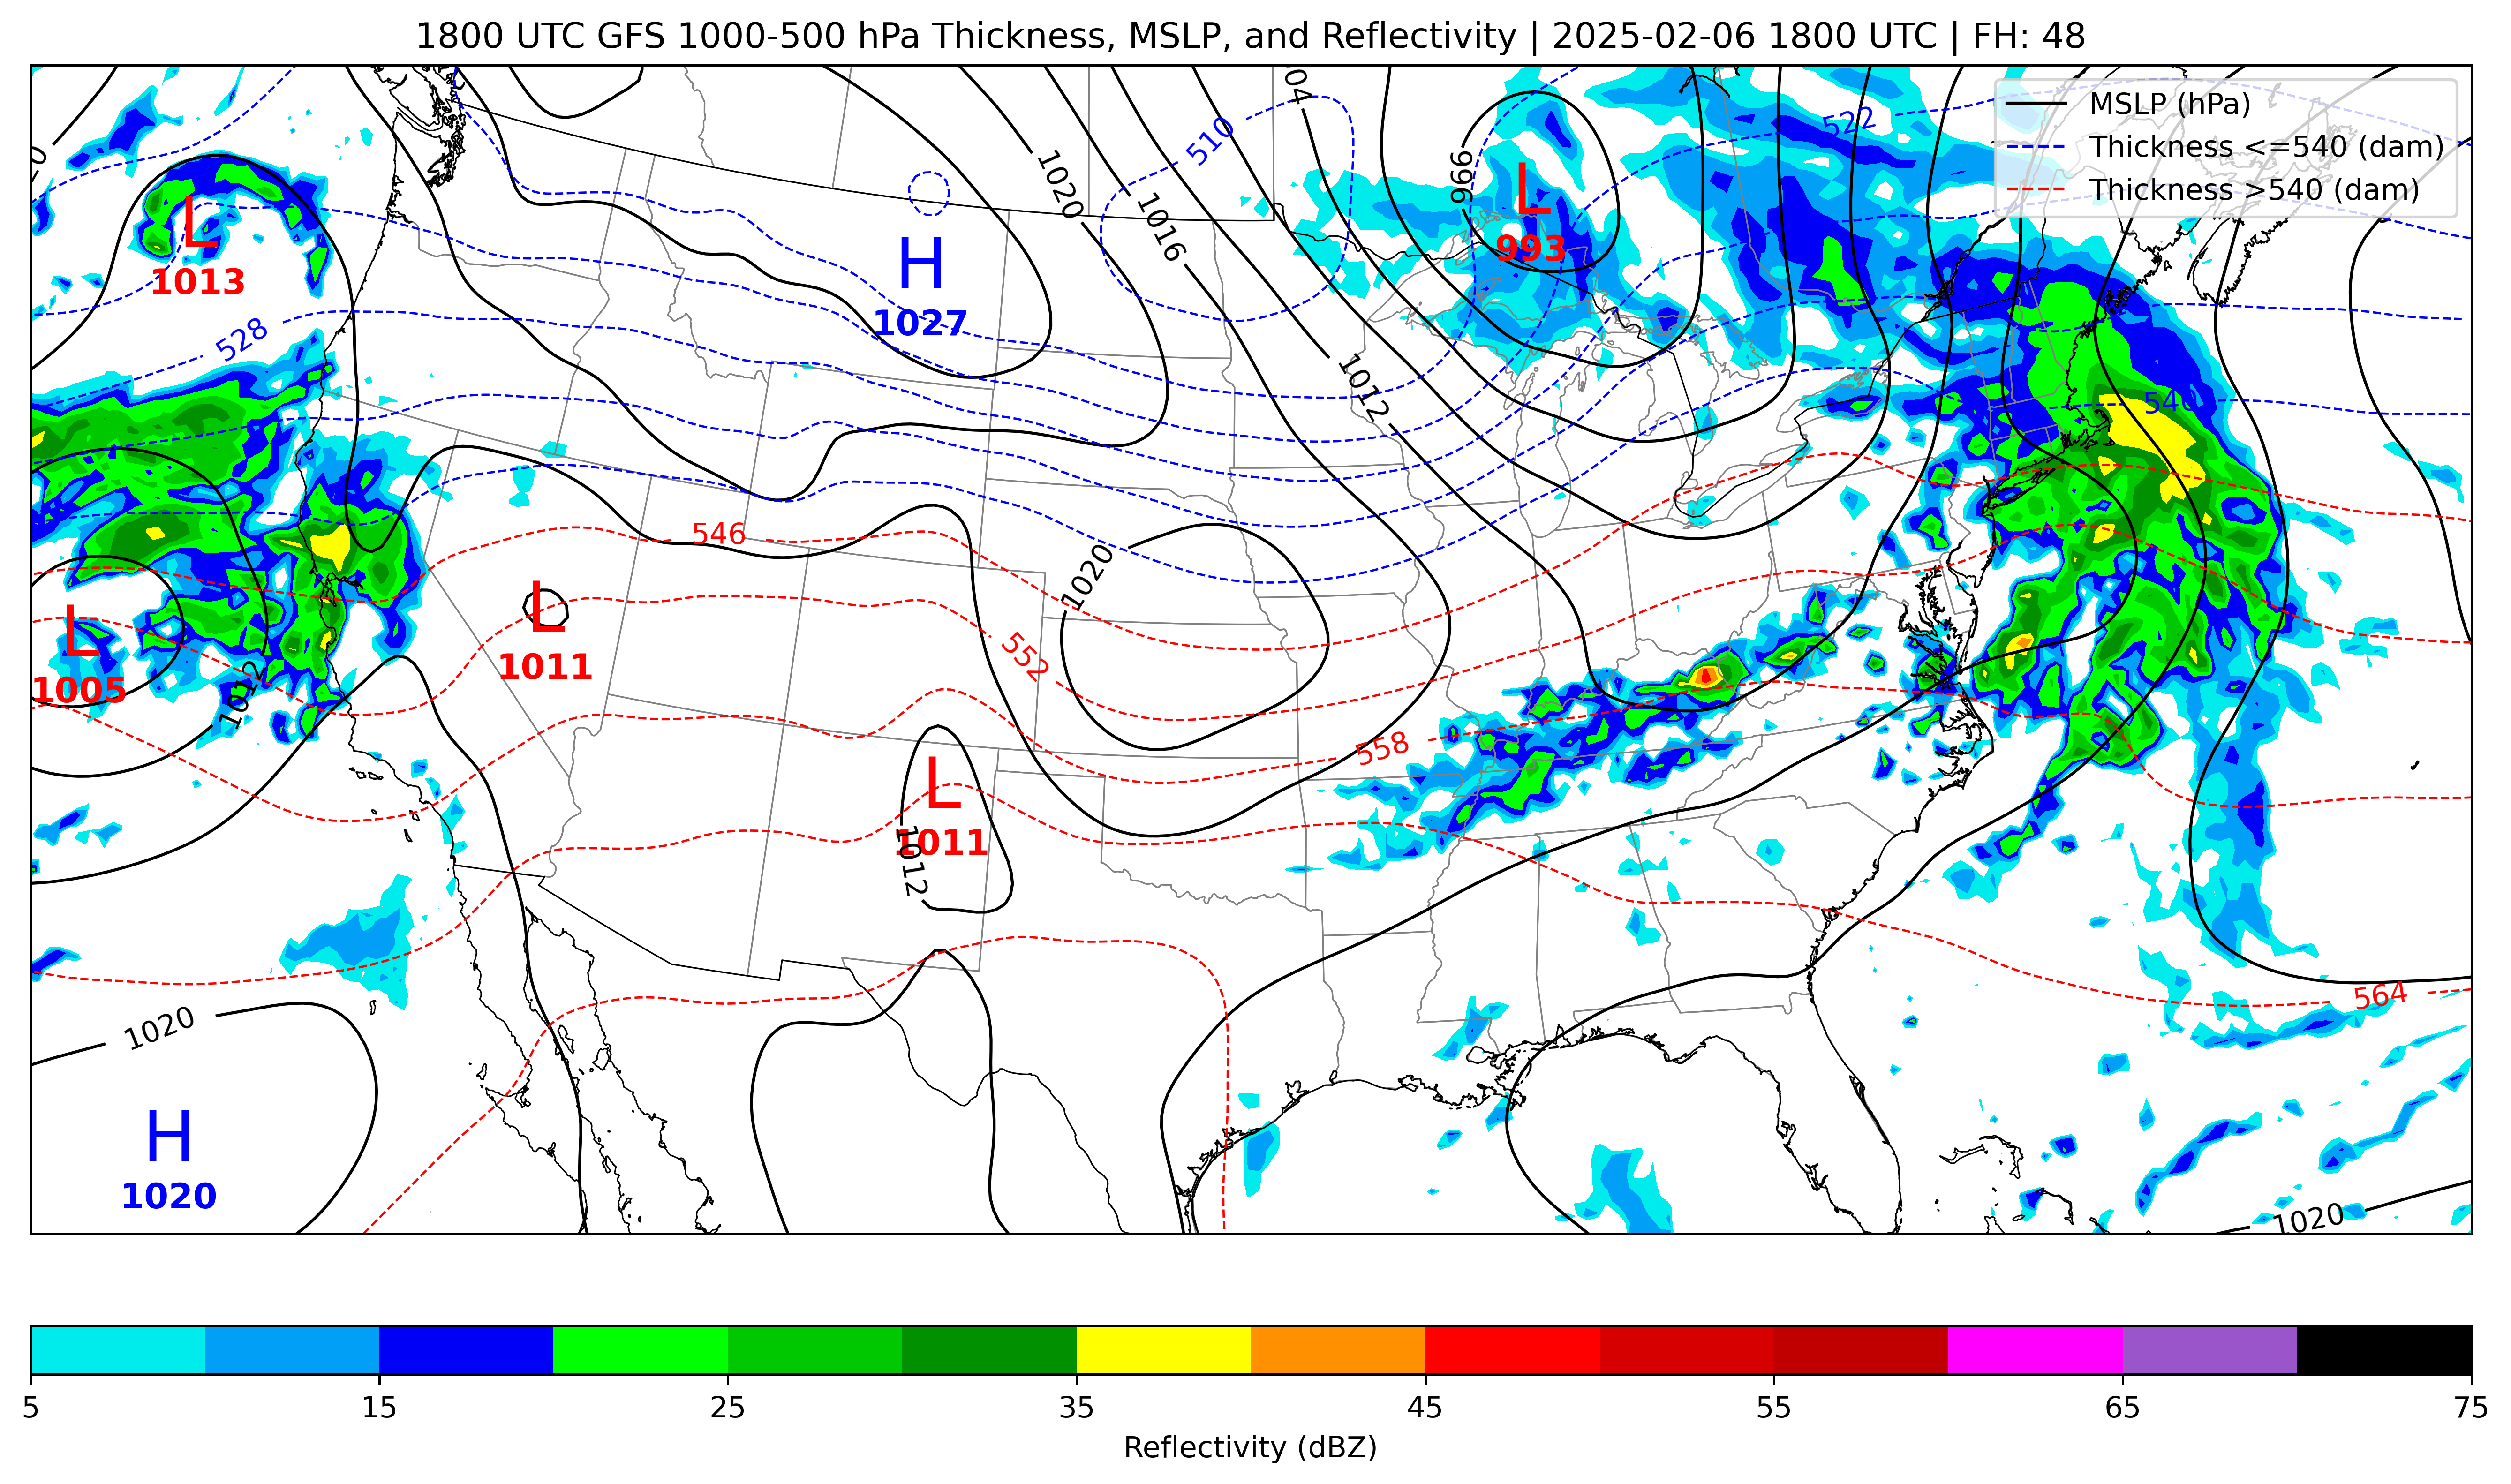 1800 UTC GFS 1000-500 hPa Thickness, MSLP, and Reflectivity | 2025-02-06 1800 UTC | FH: 48
MSLP (hPa)
Thickness <=540 (dam)
Thickness >540 (dam)
522
510
996
1020
1016
L
993
L
1013
H
1027
528
1012
540
546
1020
552
558
L
1011
L
1005
1012
L
1011
1012
564
1020
H
1020
1020
5
15
25
35
45
55
65
75
Reflectivity (dBZ)